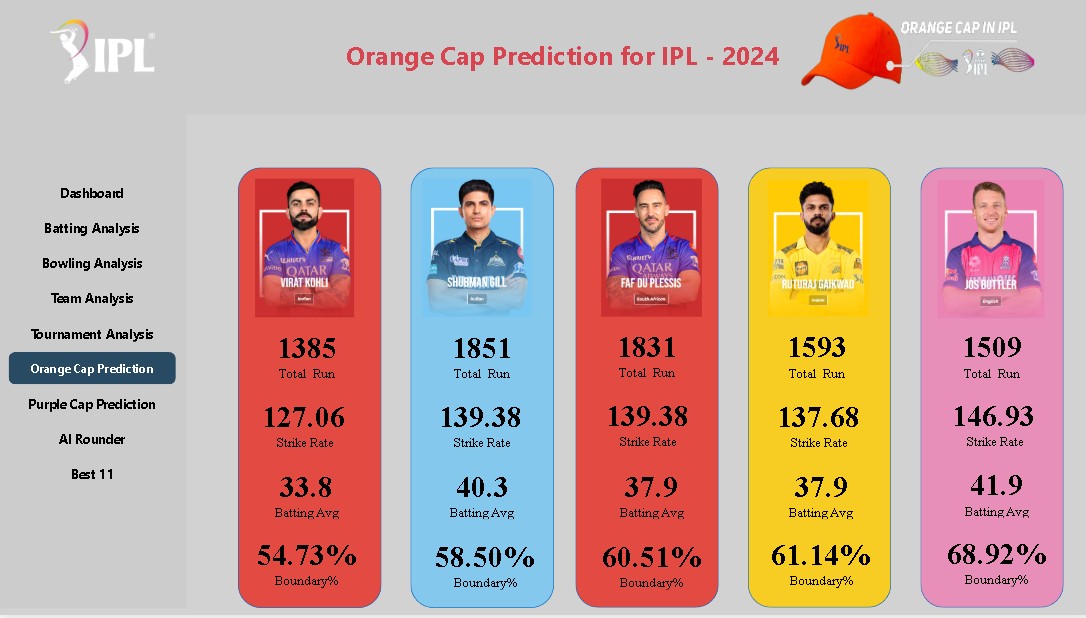 IPL
Orange Cap Prediction for IPL - 2024
IPL
ORANGE CAP IN IPL
IPL
Dashboard
Batting Analysis
Bowling Analysis
Team Analysis
Tournament Analysis
Orange Cap Prediction
Purple Cap Prediction
Al Rounder
Best 11
QATAR
VIRAT KOHLI
Indian
1385
Total Run
127.06
Strike Rate
33.8
Batting Avg
54.73%
Boundary%
SHUBMAN GILL
Indian
1851
Total Run
139.38
Strike Rate
40.3
Batting Avg
58.50%
Boundary%
QATAR
FAF DU PLESSIS
South African
1831
Total Run
139.38
Strike Rate
37.9
Batting Avg
60.51%
Boundary%
RUTURAJ GAIKWAD
Indian
1593
Total Run
137.68
Strike Rate
37.9
Batting Avg
61.14%
Boundary%
JOS BUTTLER
English
1509
Total Run
146.93
Strike Rate
41.9
Batting Avg
68.92%
Boundary%